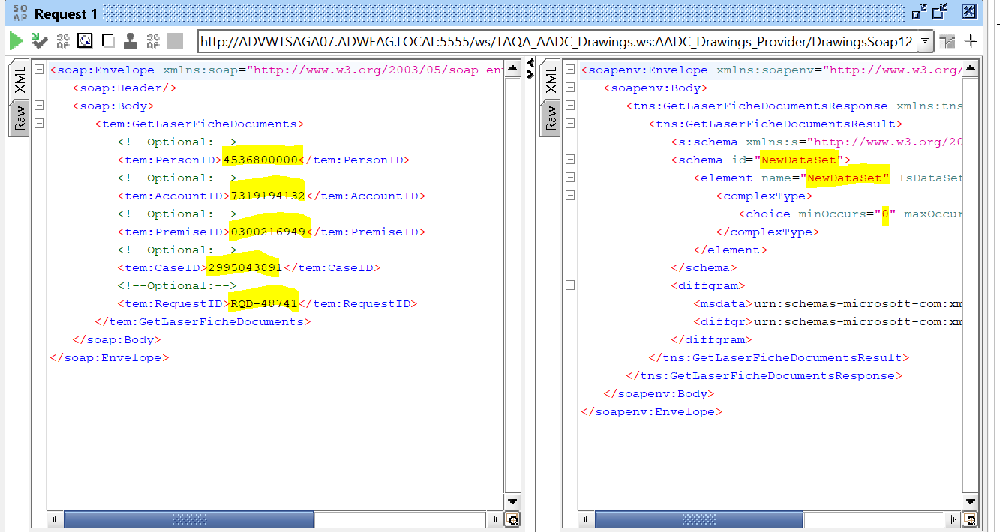 SO AP Request 1
http://ADVWTSAGA07.ADWEAG.LOCAL:5555/ws/TAQA_AADC_Drawings.ws:AADC_Drawings_Provider/DrawingsSoap12
XML
Raw
<soap:Envelope xmlns:soap="http://www.w3.org/2003/05/soap-en
<soap:Header/>
<soap:Body>
<tem:GetLaserFicheDocuments>
<!--Optional:-->
<tem:PersonID>4536800000</tem:PersonID>
<!--Optional:-->
<tem:AccountID>7319194132</tem:AccountID>
<!--Optional:-->
<tem:PremiseID>0300216949</tem:PremiseID>
<!--Optional:-->
<tem:CaseID>2995043891</tem:CaseID>
<!--Optional:-->
<tem:RequestID>RQD-48741</tem:RequestID>
</tem:GetLaserFicheDocuments>
</soap:Body>
</soap:Envelope>
XML
Raw
<soapenv:Envelope xmlns:soapenv="http://www.w3.org/
<soapenv:Body>
<tns:GetLaserFicheDocumentsResponse xmlns:tns
<tns:GetLaserFicheDocumentsResult>
<s:schema xmlns:s="http://www.w3.org/20
<schema id="NewDataSet">
<element name="NewDataSet" IsDataSet
<complexType>
<choice minOccurs="0" maxOccur
</complexType>
</element>
</schema>
<diffgram>
<msdata>urn:schemas-microsoft-com:xm
<diffgr>urn:schemas-microsoft-com:xm
</diffgram>
</tns:GetLaserFicheDocumentsResult>
</tns:GetLaserFicheDocumentsResponse>
</soapenv:Body>
</soapenv:Envelope>